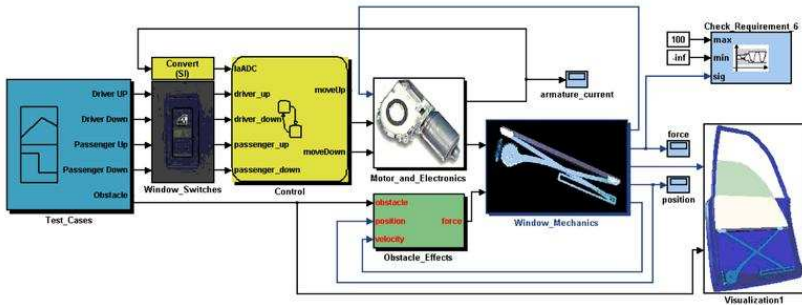 Check_Requirement_6
100
max
-inf
min
sig
Convert
(SI)
IaADC
armature_current
Driver UP
driver_up
moveUp
Driver Down
driver_down
Passenger Up
passenger_up
moveDown
Passenger Down
passenger_down
Obstacle
Test_Cases
Window_Switches
Control
Motor_and_Electronics
force
position
obstacle
position
force
velocity
Obstacle_Effects
Window_Mechanics
Visualization1